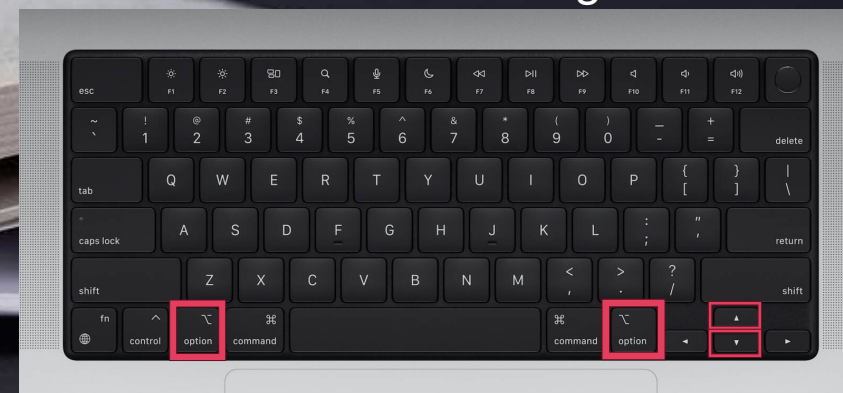 esc F1 F2 F3 F4 F5 F6 F7 F8 F9 F10 F11 F12
~ ! @ # $ % ^ & * ( ) _ +
` 1 2 3 4 5 6 7 8 9 0 - = delete
tab Q W E R T Y U I O P { [ } ] | \
caps lock A S D F G H J K L : ; " ' return
shift Z X C V B N M < , > . ? / shift
fn ^ ⌥ ⌘ ⌘ ⌥ ▲
control option command command option ◄ ▼ ►